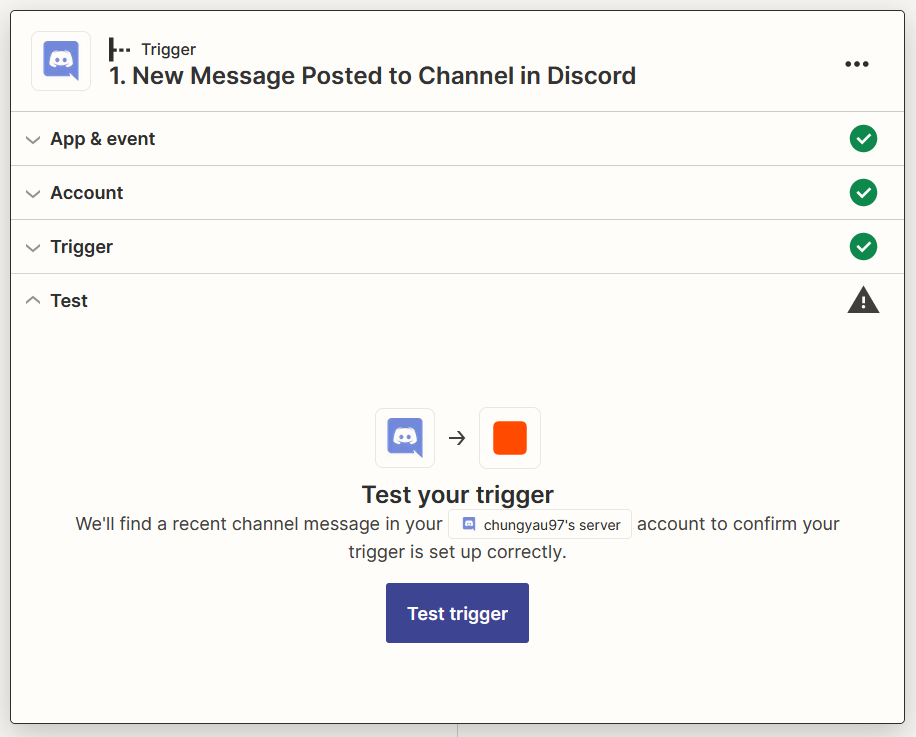 Trigger
1. New Message Posted to Channel in Discord
App & event
Account
Trigger
Test
Test your trigger
We'll find a recent channel message in your chungyau97's server account to confirm your
trigger is set up correctly.
Test trigger